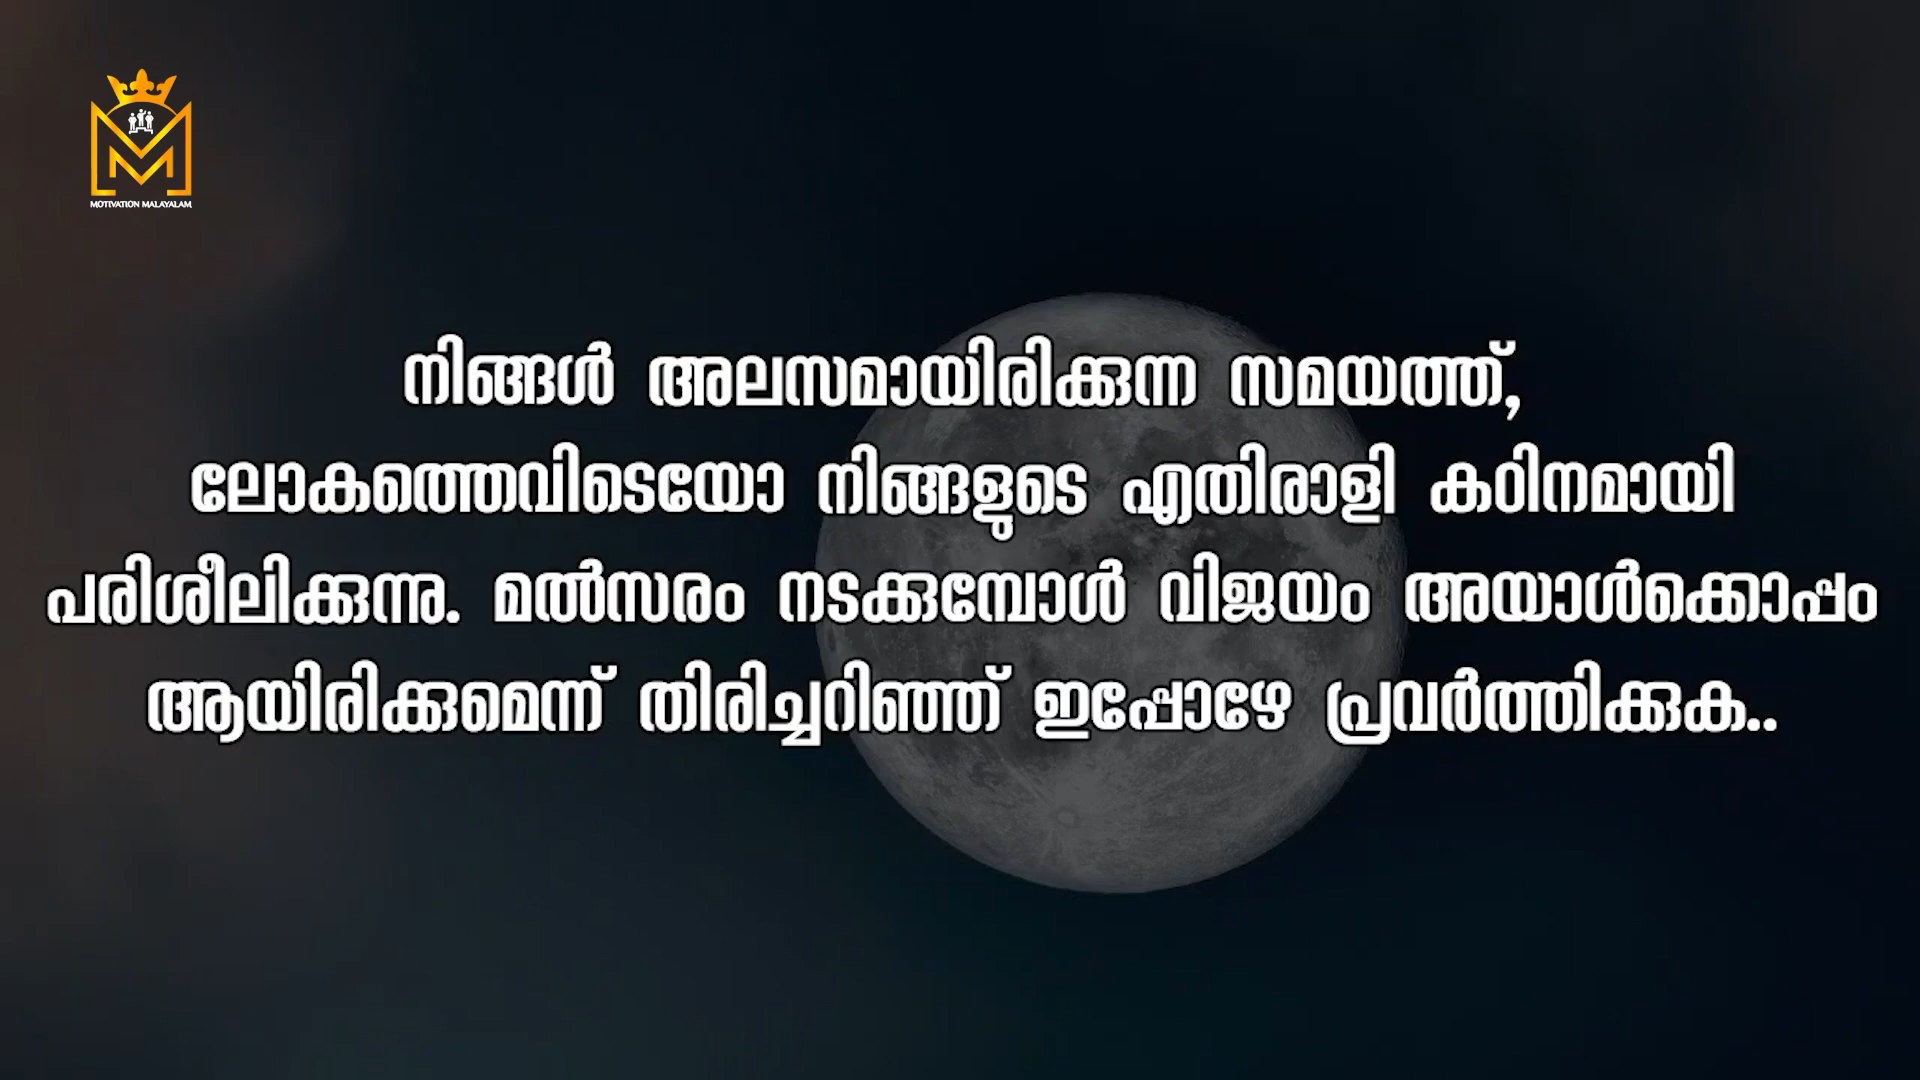 MOTIVATION MALAYALAM
നിങ്ങൾ അലസമായിരിക്കുന്ന സമയത്ത്,
ലോകത്തെവിടെയോ നിങ്ങളുടെ എതിരാളി കഠിനമായി
പരിശീലിക്കുന്നു. മൽസരം നടക്കുമ്പോൾ വിജയം അയാൾക്കൊപ്പം
ആയിരിക്കുമെന്ന് തിരിച്ചറിഞ്ഞ് ഇപ്പോഴേ പ്രവർത്തിക്കുക..